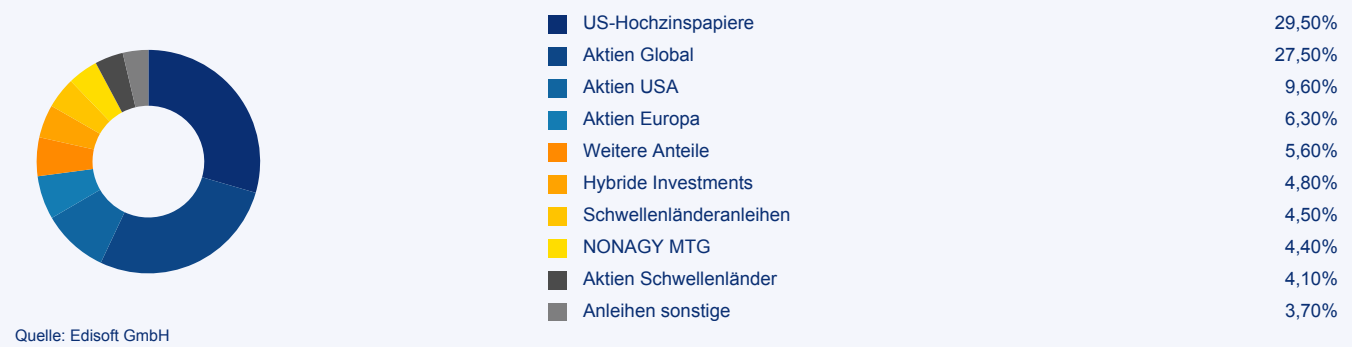 US-Hochzinspapiere 29,50%
Aktien Global 27,50%
Aktien USA 9,60%
Aktien Europa 6,30%
Weitere Anteile 5,60%
Hybride Investments 4,80%
Schwellenländeranleihen 4,50%
NONAGY MTG 4,40%
Aktien Schwellenländer 4,10%
Anleihen sonstige 3,70%
Quelle: Edisoft GmbH